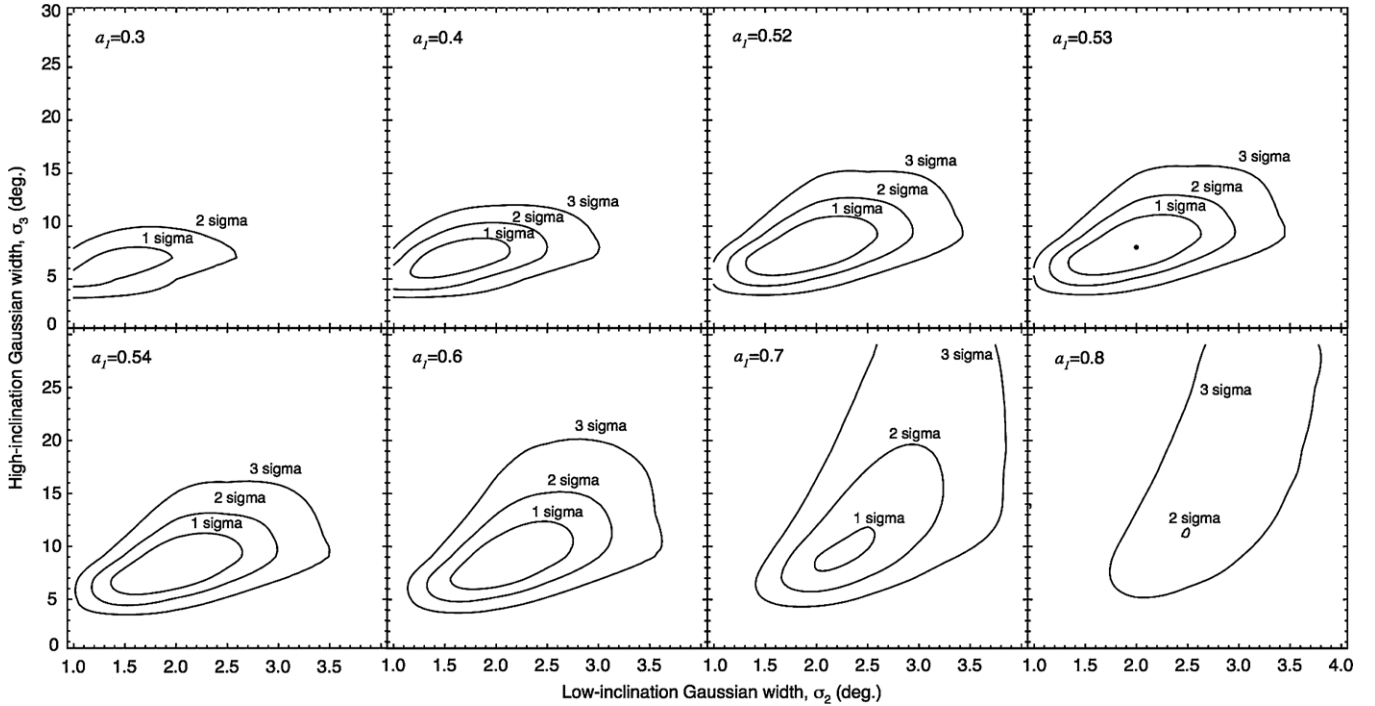 30
25
20
15
10
5
0
a₁=0.3
2 sigma
1 sigma
a₁=0.4
3 sigma
2 sigma
1 sigma
a₁=0.52
3 sigma
2 sigma
1 sigma
a₁=0.53
3 sigma
2 sigma
1 sigma
High-inclination Gaussian width, σ₃ (deg.)
25
20
15
10
5
0
a₁=0.54
3 sigma
2 sigma
1 sigma
a₁=0.6
3 sigma
2 sigma
1 sigma
a₁=0.7
3 sigma
2 sigma
1 sigma
a₁=0.8
3 sigma
2 sigma
1.0 1.5 2.0 2.5 3.0 3.5 1.0 1.5 2.0 2.5 3.0 3.5 1.0 1.5 2.0 2.5 3.0 3.5 1.0 1.5 2.0 2.5 3.0 3.5 4.0
Low-inclination Gaussian width, σ₂ (deg.)